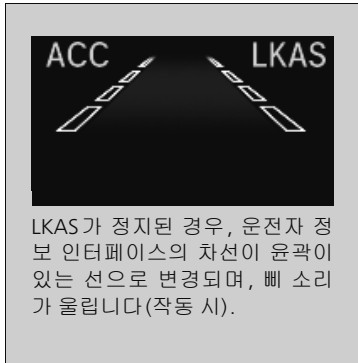 ACC LKAS
LKAS가 정지된 경우, 운전자 정
보 인터페이스의 차선이 윤곽이
있는 선으로 변경되며, 삐 소리
가 울립니다(작동 시).